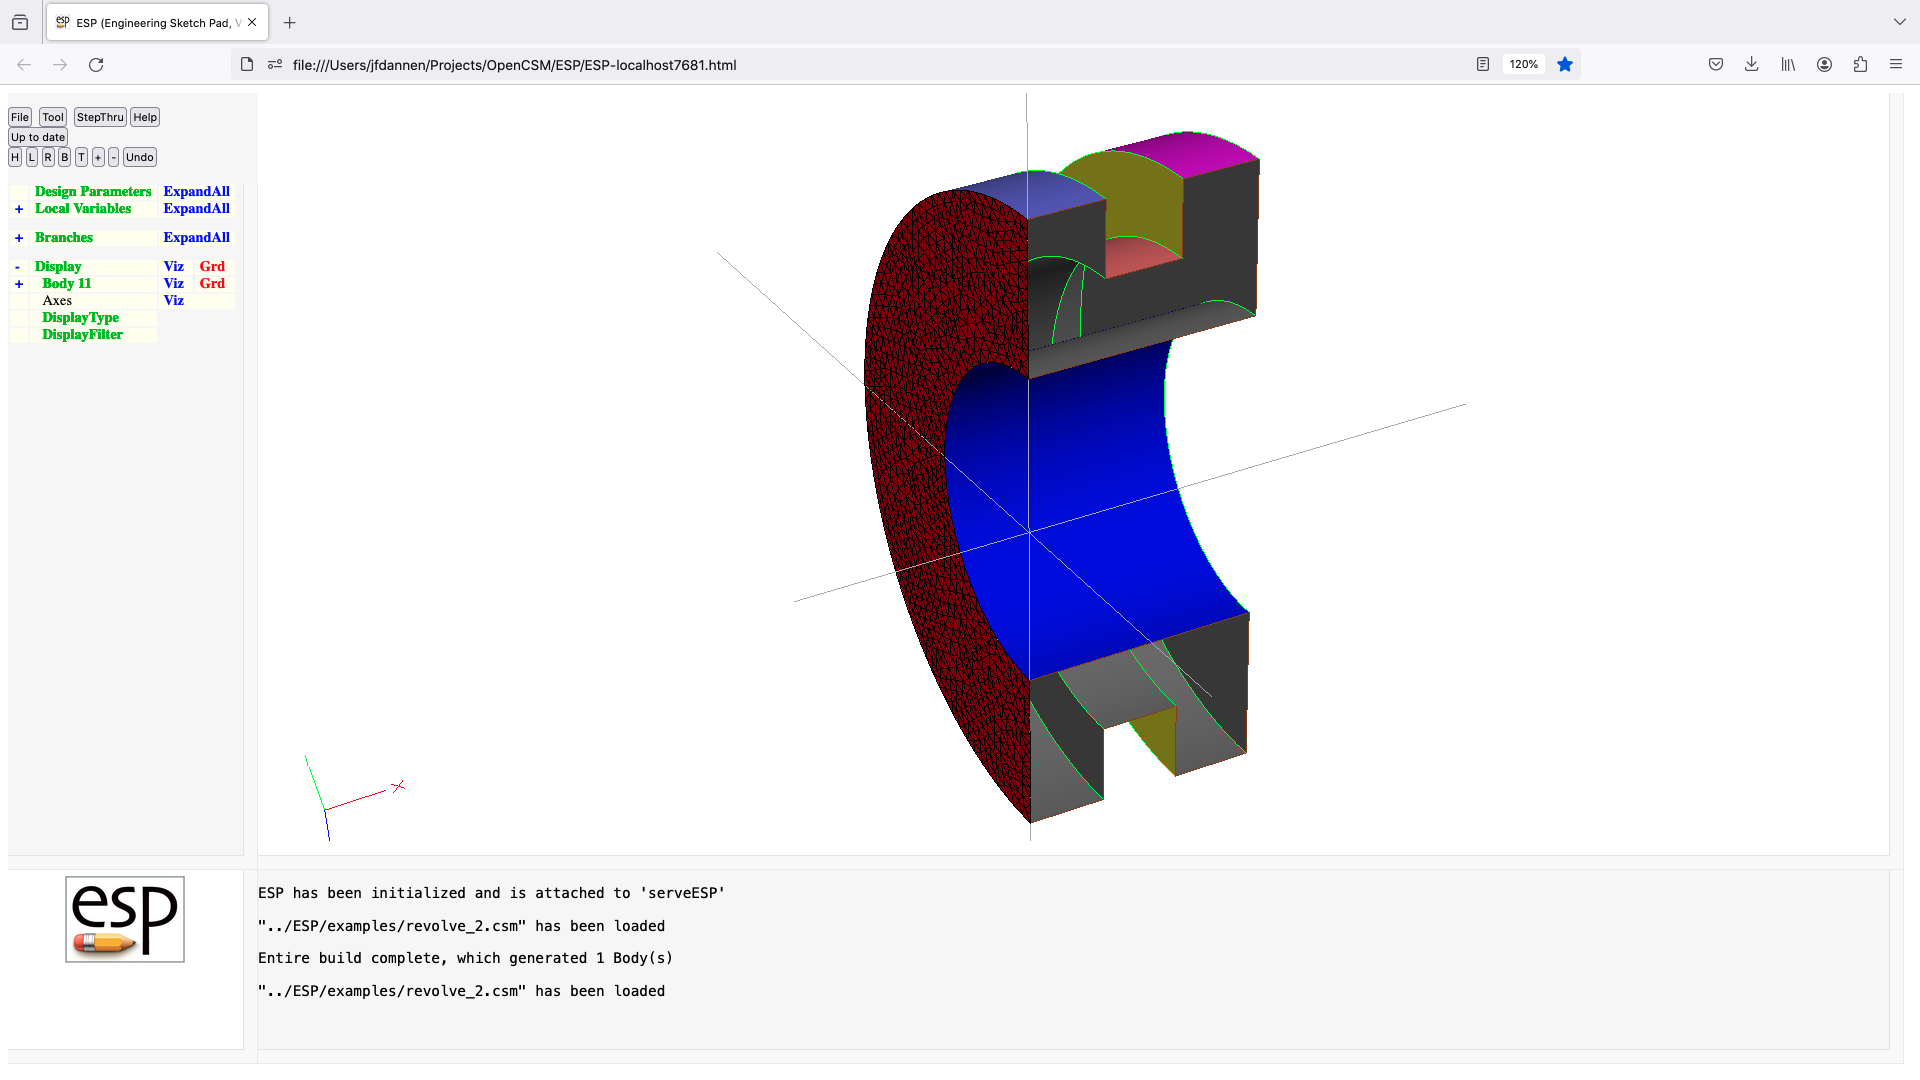 ESP (Engineering Sketch Pad, V
file:///Users/jfdannen/Projects/OpenCSM/ESP/ESP-localhost7681.html
120%
File Tool StepThru Help
Up to date
H L R B T + - Undo
Design Parameters ExpandAll
+ Local Variables ExpandAll
+ Branches ExpandAll
- Display Viz Grd
+ Body 11 Viz Grd
Axes Viz
DisplayType
DisplayFilter
X
esp
ESP has been initialized and is attached to 'serveESP'
"../ESP/examples/revolve_2.csm" has been loaded
Entire build complete, which generated 1 Body(s)
"../ESP/examples/revolve_2.csm" has been loaded